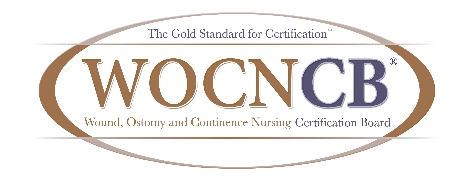 The Gold Standard for Certification™
WOCNCB®
Wound, Ostomy and Continence Nursing Certification Board